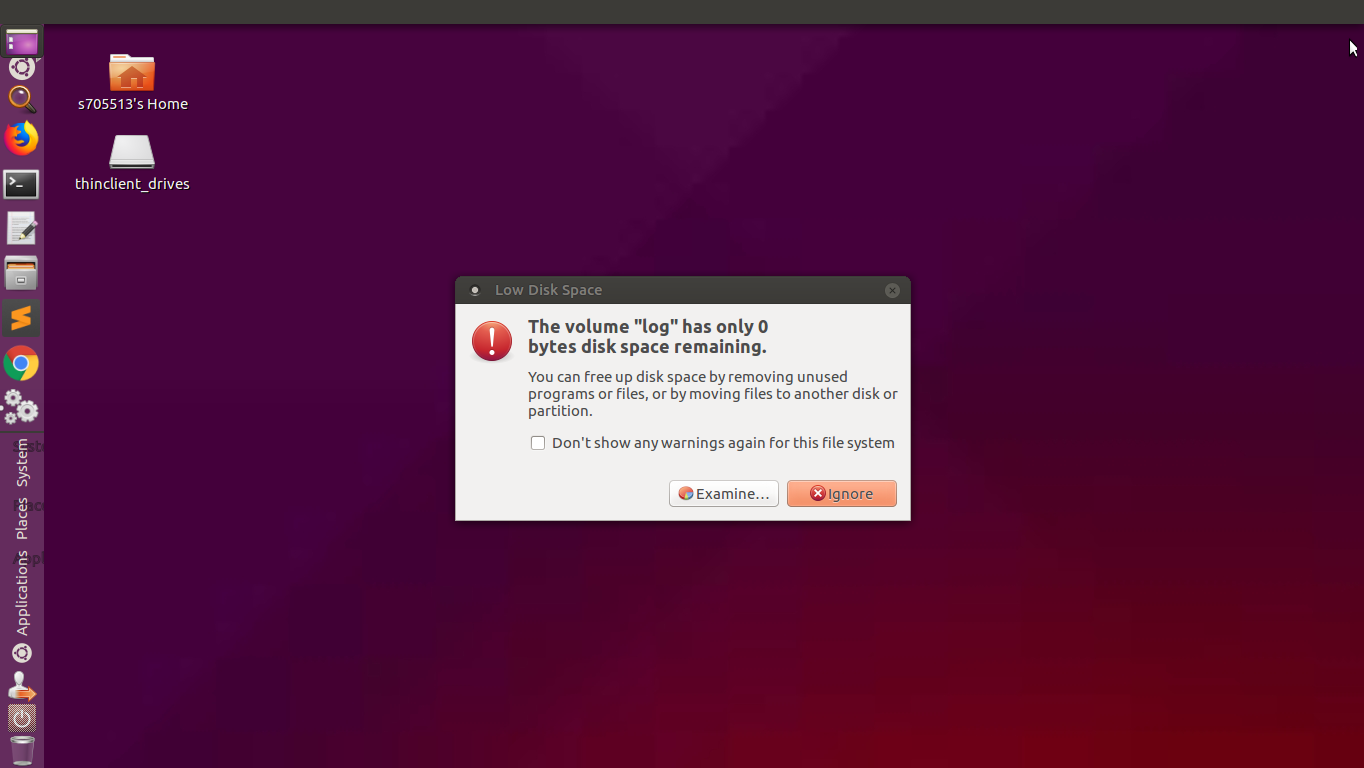 s705513's Home
thinclient_drives
Low Disk Space
The volume "log" has only 0
bytes disk space remaining.
You can free up disk space by removing unused
programs or files, or by moving files to another disk or
partition.
Don't show any warnings again for this file system
Examine...
Ignore
System
Places
Applications